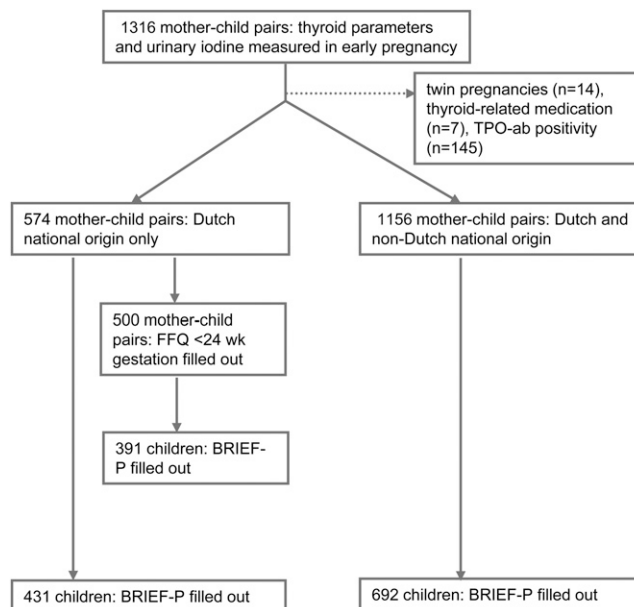 1316 mother-child pairs: thyroid parameters
and urinary iodine measured in early pregnancy
twin pregnancies (n=14),
thyroid-related medication
(n=7), TPO-ab positivity
(n=145)
574 mother-child pairs: Dutch
national origin only
1156 mother-child pairs: Dutch and
non-Dutch national origin
500 mother-child
pairs: FFQ <24 wk
gestation filled out
391 children: BRIEF-
P filled out
431 children: BRIEF-P filled out
692 children: BRIEF-P filled out